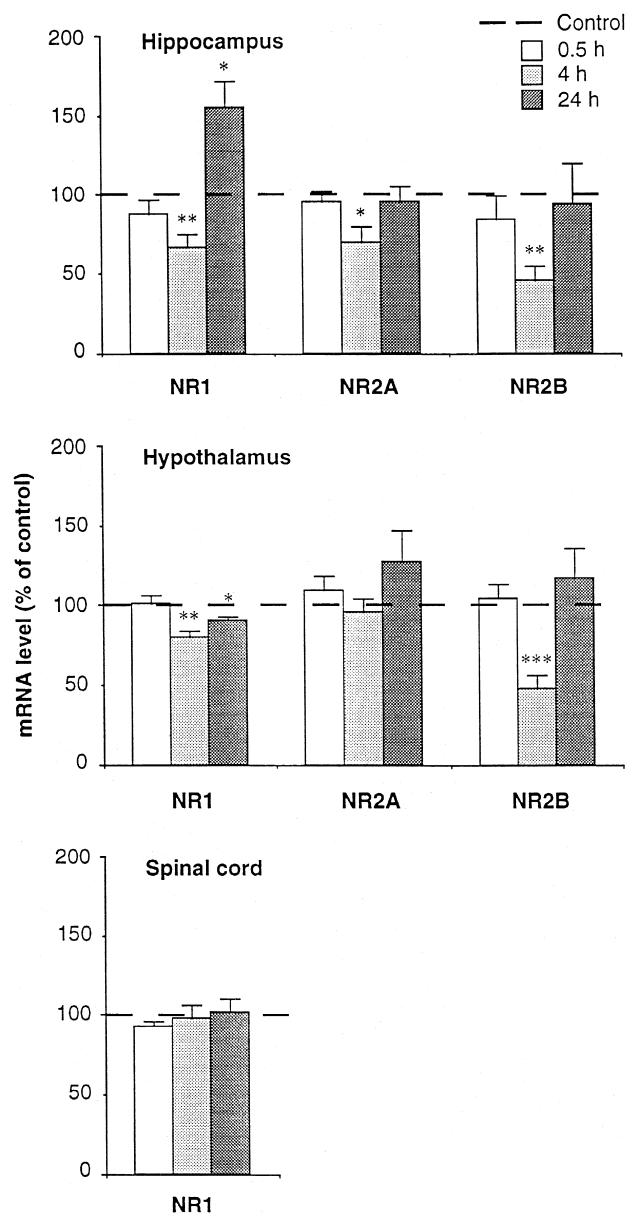 Control
0.5 h
4 h
24 h
Hippocampus
200
150
100
50
0
*
**
*
**
NR1
NR2A
NR2B
mRNA level (% of control)
Hypothalamus
200
150
100
50
0
**
*
***
NR1
NR2A
NR2B
Spinal cord
200
150
100
50
0
NR1